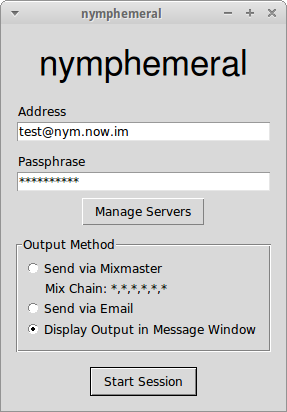 nymphemeral
nymphemeral
Address
test@nym.now.im
Passphrase
**********
Manage Servers
Output Method
Send via Mixmaster
Mix Chain: *,*,*,*,*,*
Send via Email
Display Output in Message Window
Start Session